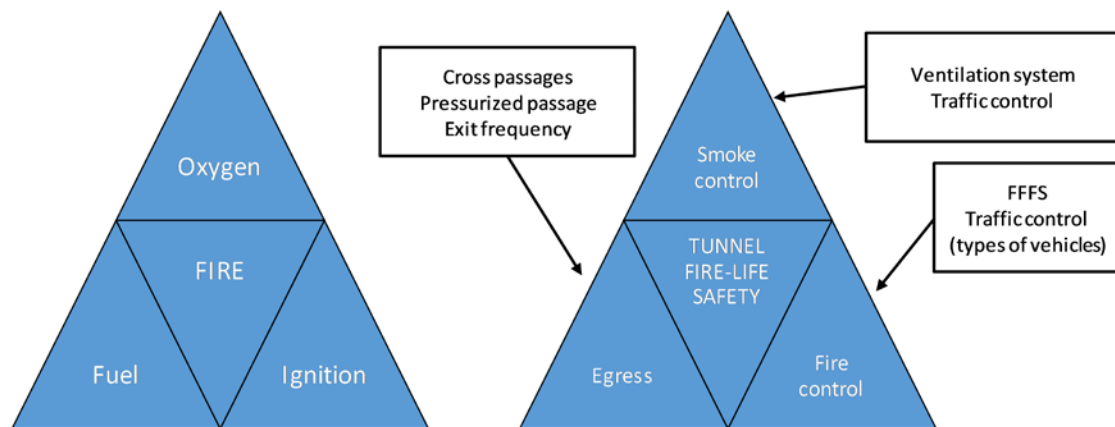 Oxygen
FIRE
Fuel
Ignition
Cross passages
Pressurized passage
Exit frequency
Smoke
control
TUNNEL
FIRE-LIFE
SAFETY
Egress
Fire
control
Ventilation system
Traffic control
FFFS
Traffic control
(types of vehicles)